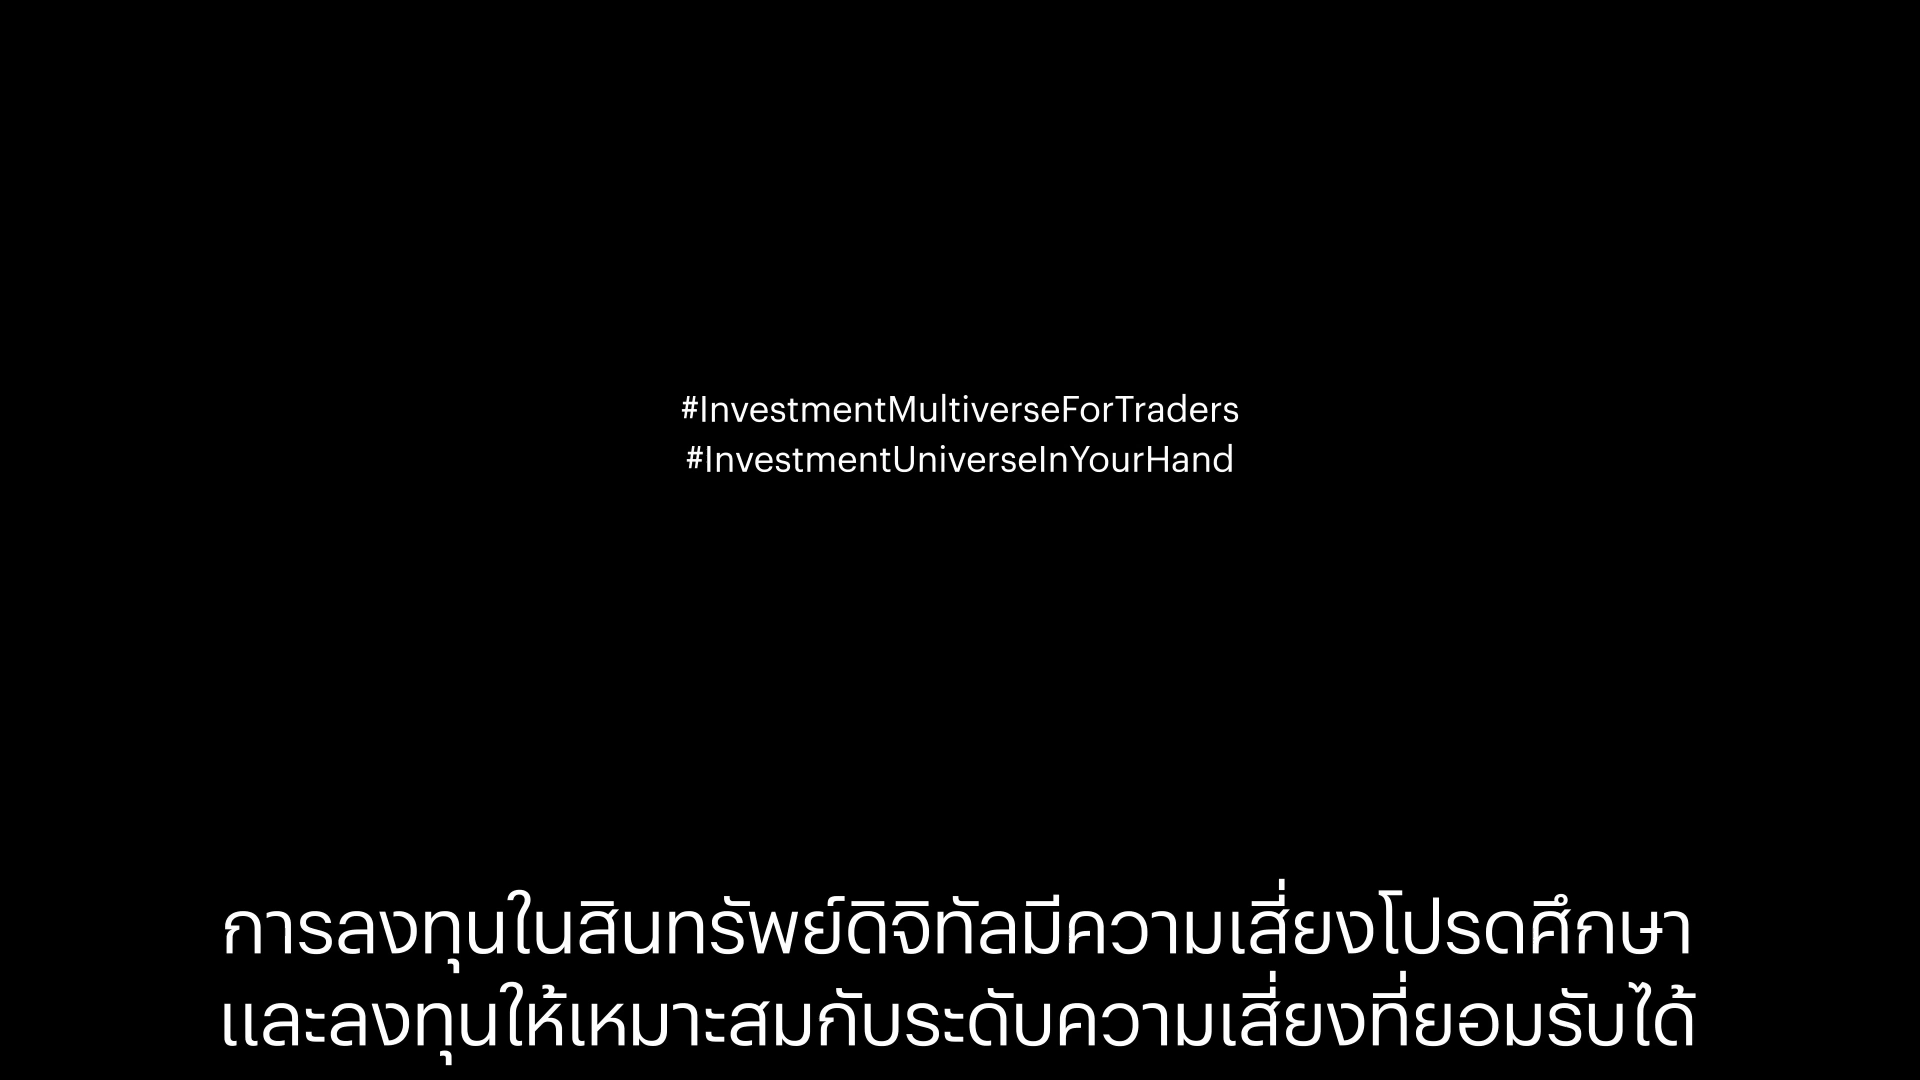 #InvestmentMultiverseForTraders
#InvestmentUniverseInYourHand
การลงทุนในสินทรัพย์ดิจิทัลมีความเสี่ยงโปรดศึกษา
และลงทุนให้เหมาะสมกับระดับความเสี่ยงที่ยอมรับได้